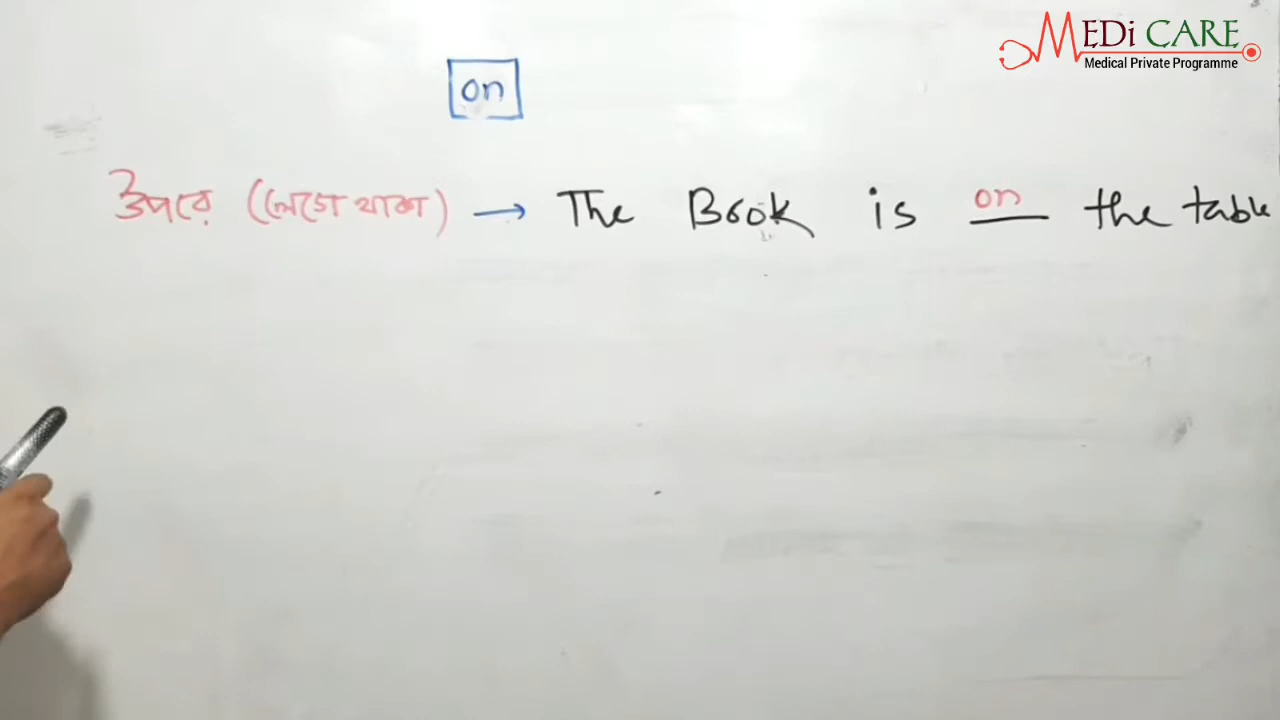 MEDi CARE
Medical Private Programme
on
উপরে (লেগে থাকা) → The Book is on the table